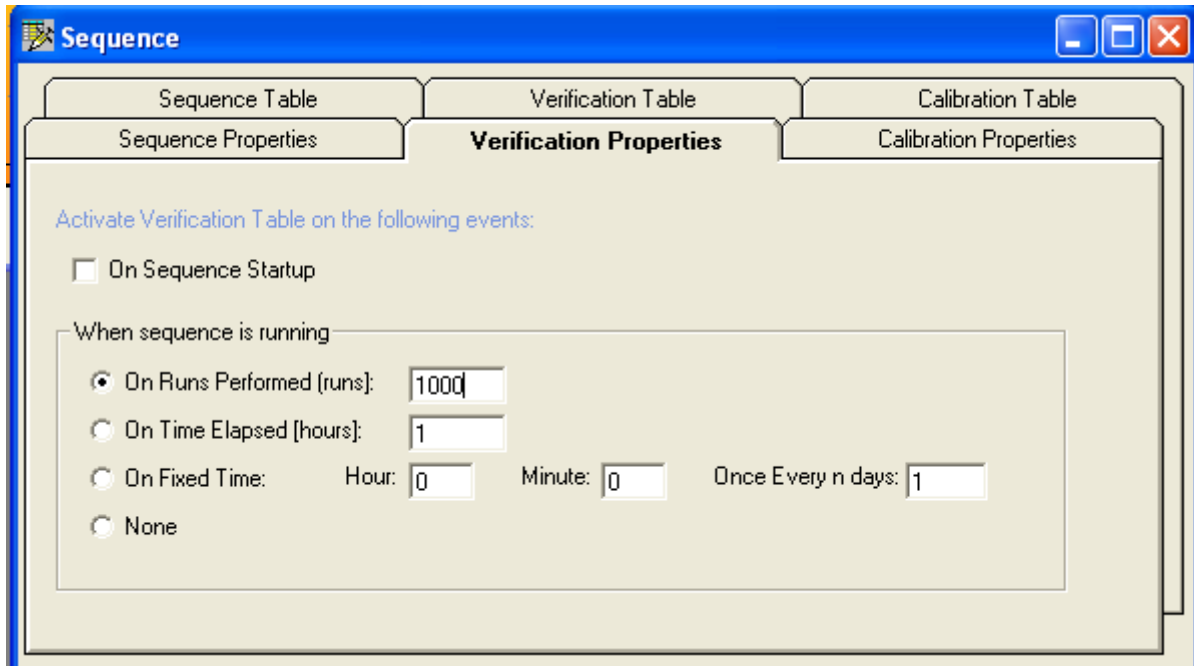 Sequence
Sequence Table Verification Table Calibration Table
Sequence Properties Verification Properties Calibration Properties
Activate Verification Table on the following events:
On Sequence Startup
When sequence is running
On Runs Performed [runs]: 1000
On Time Elapsed [hours]: 1
On Fixed Time: Hour: 0 Minute: 0 Once Every n days: 1
None